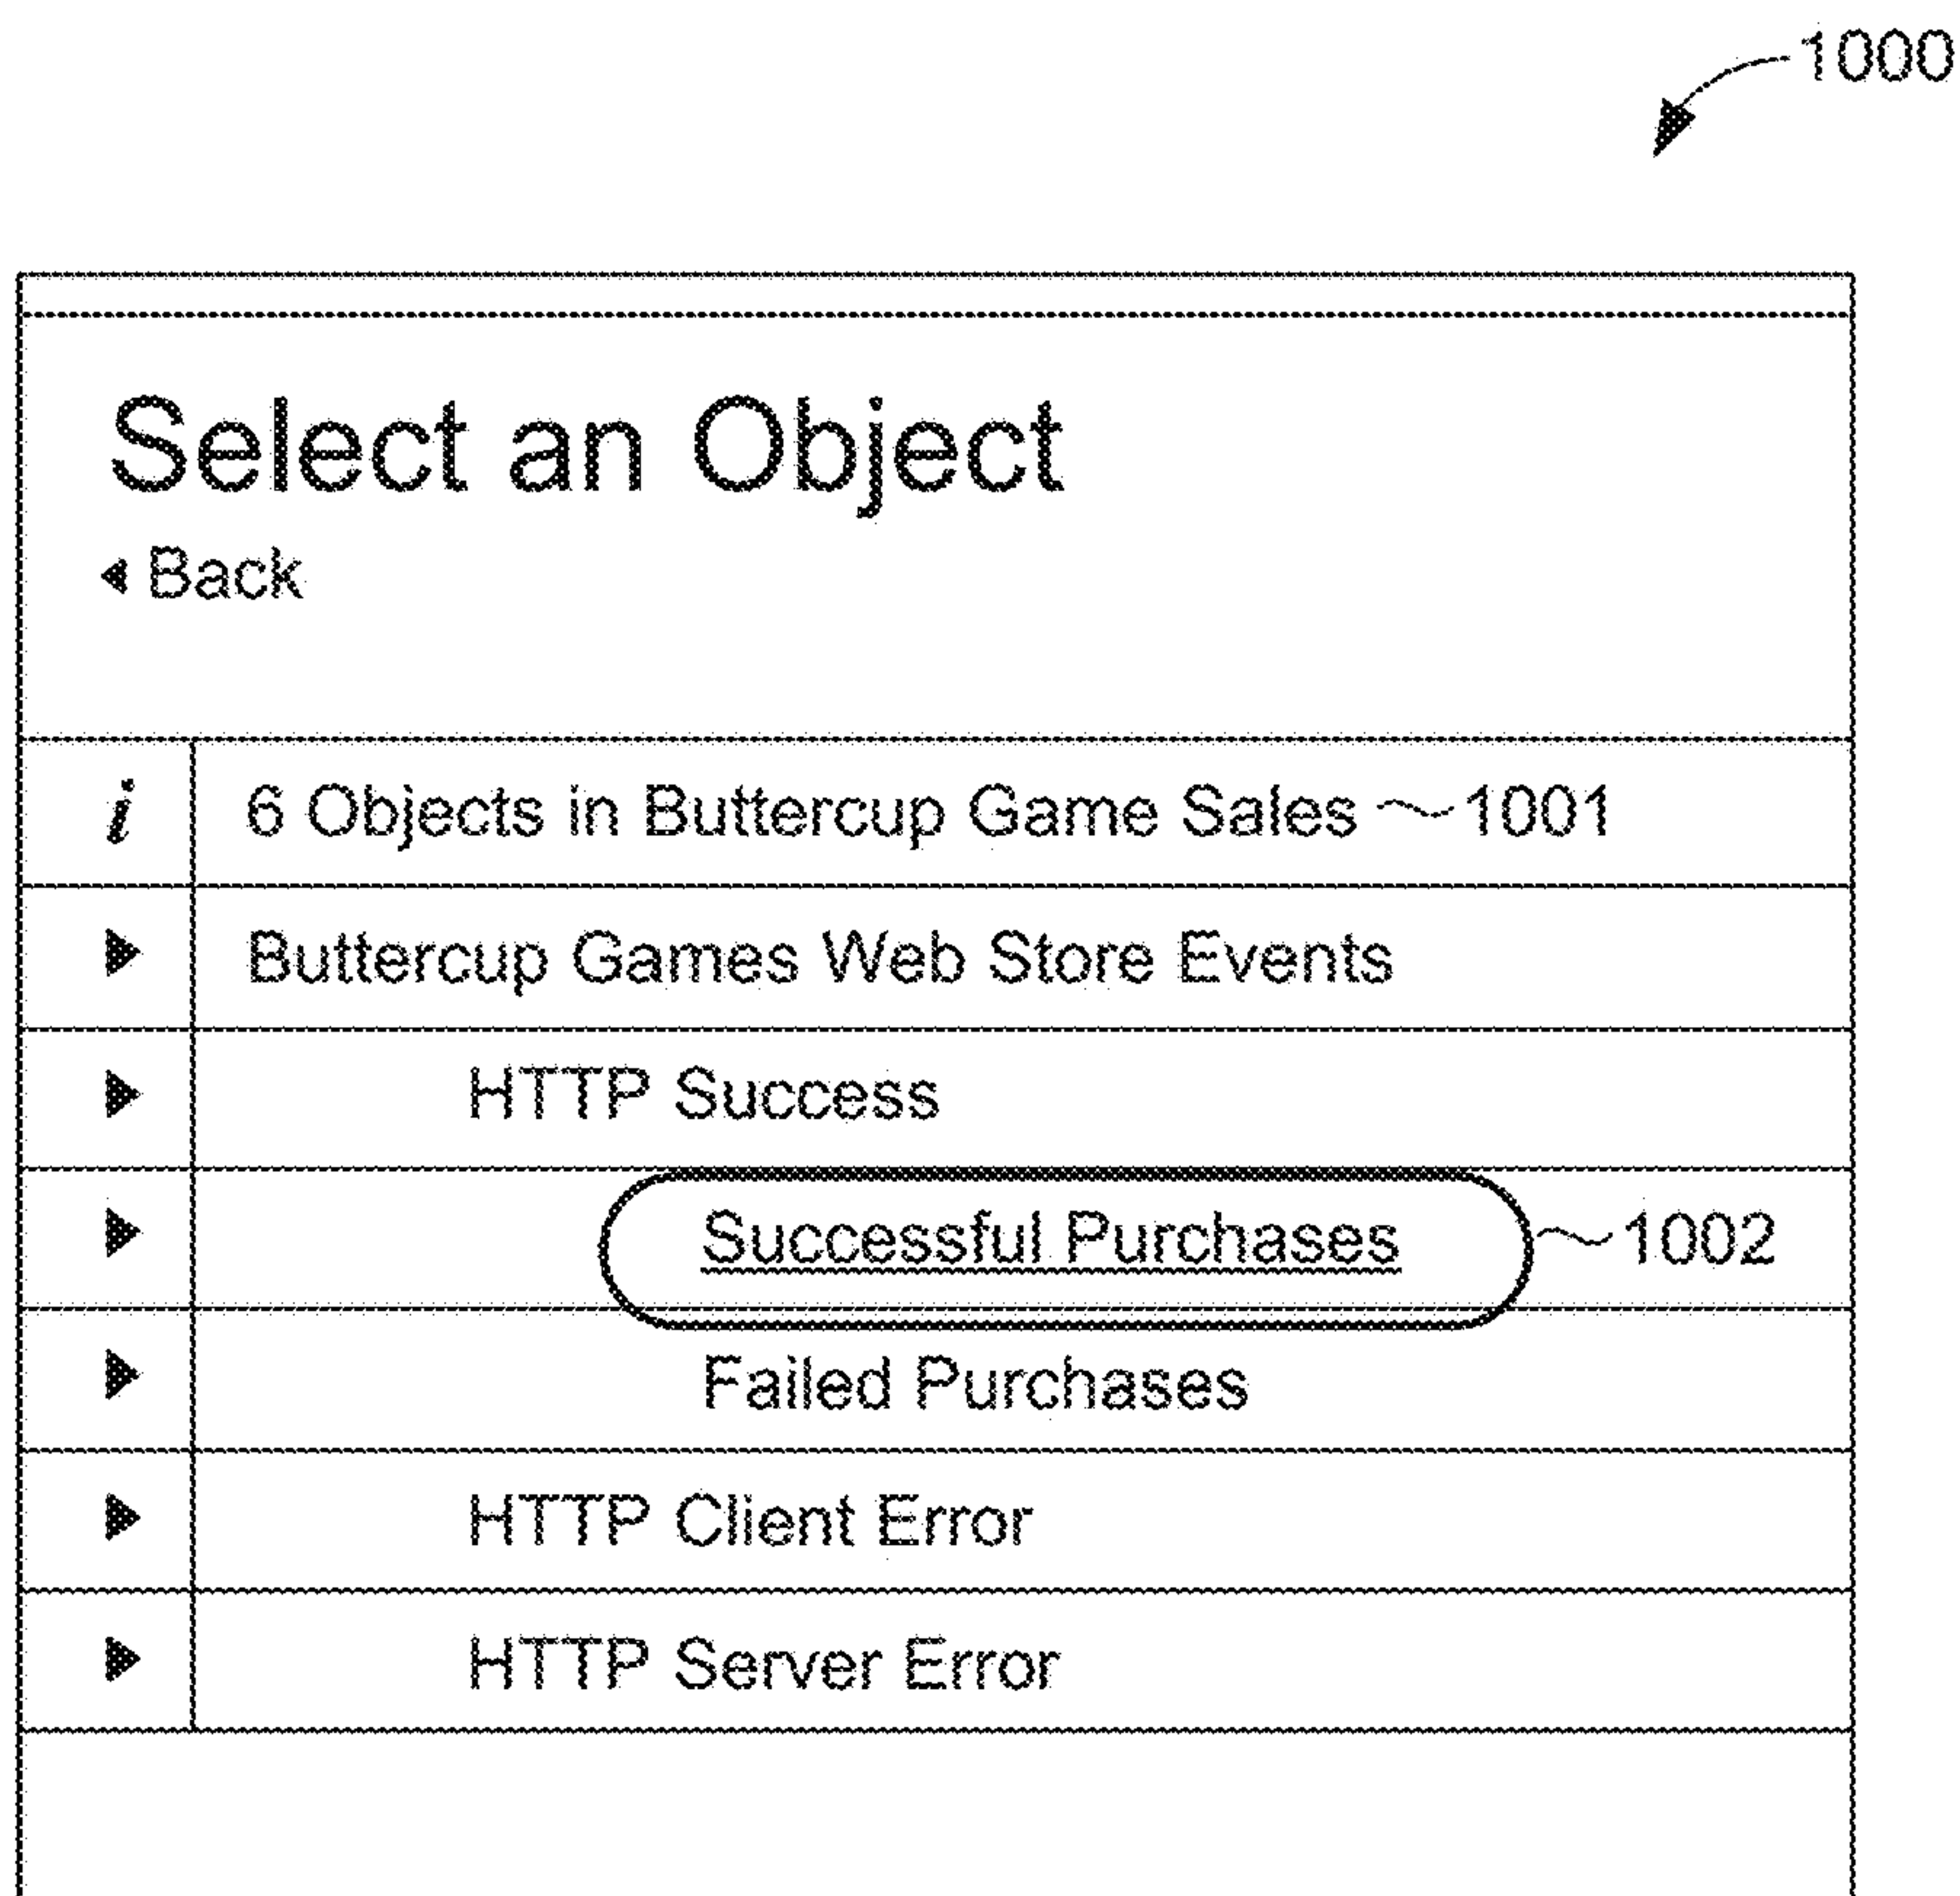 1000
Select an Object
Back
i 6 Objects in Buttercup Game Sales 1001
Buttercup Games Web Store Events
HTTP Success
Successful Purchases 1002
Failed Purchases
HTTP Client Error
HTTP Server Error